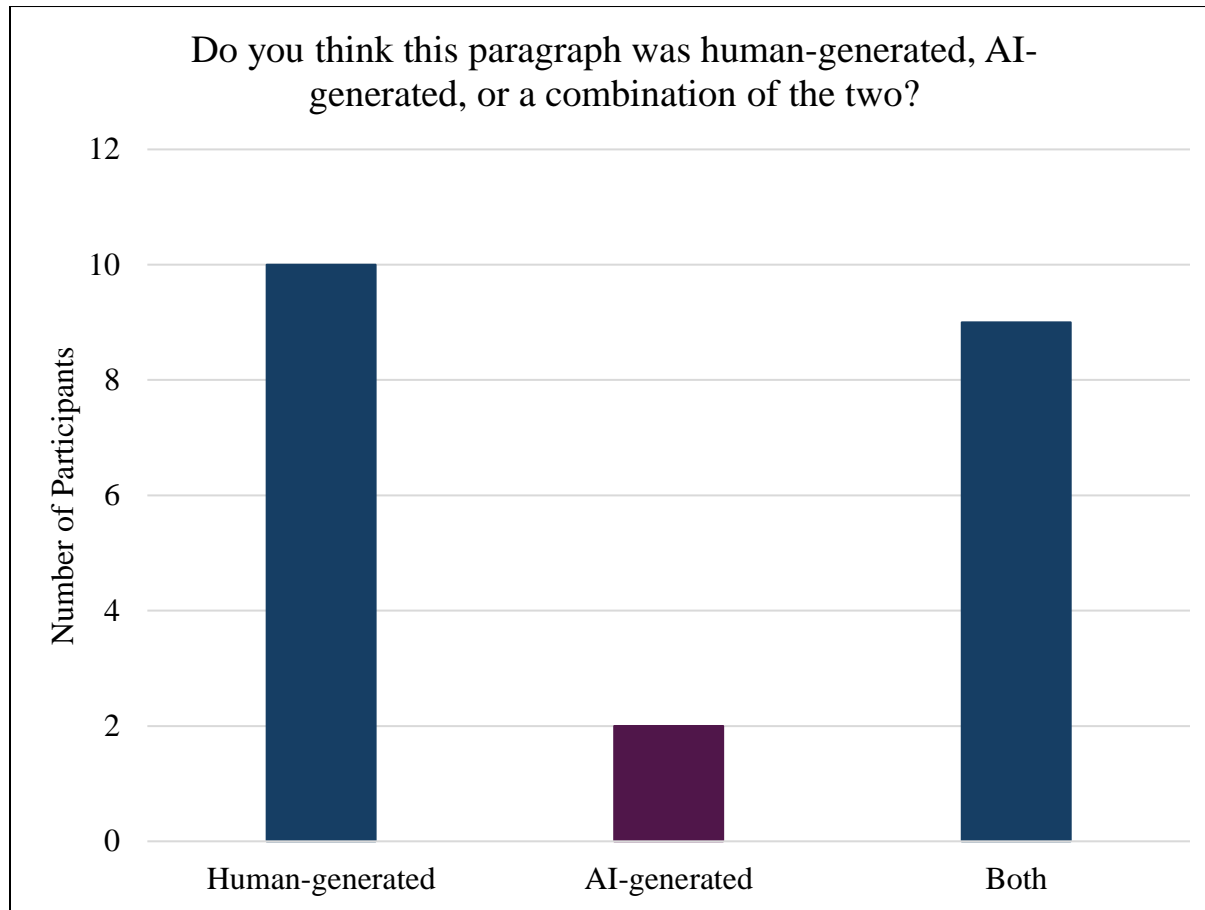 Do you think this paragraph was human-generated, AI-
generated, or a combination of the two?
12
10
8
6
4
2
0
Number of Participants
Human-generated
AI-generated
Both